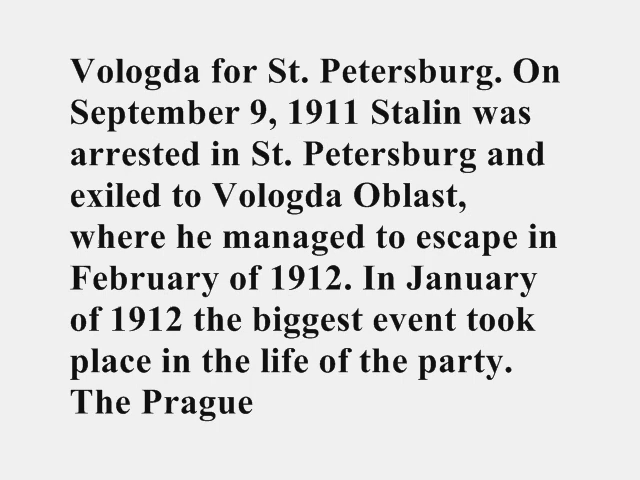 Vologda for St. Petersburg. On
September 9, 1911 Stalin was
arrested in St. Petersburg and
exiled to Vologda Oblast,
where he managed to escape in
February of 1912. In January
of 1912 the biggest event took
place in the life of the party.
The Prague